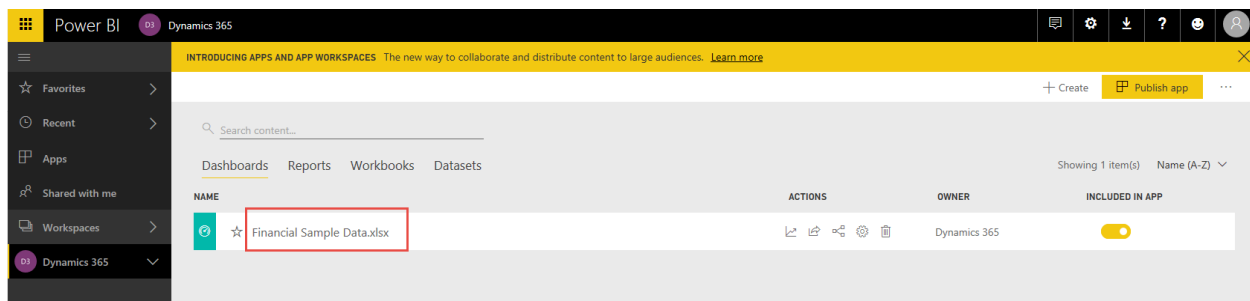 Power BI D3 Dynamics 365 ?
INTRODUCING APPS AND APP WORKSPACES The new way to collaborate and distribute content to large audiences. Learn more
Favorites
Create Publish app ...
Recent
Search content...
Apps
Dashboards Reports Workbooks Datasets Showing 1 item(s) Name (A-Z)
Shared with me
NAME ACTIONS OWNER INCLUDED IN APP
Workspaces
Financial Sample Data.xlsx Dynamics 365
D3 Dynamics 365